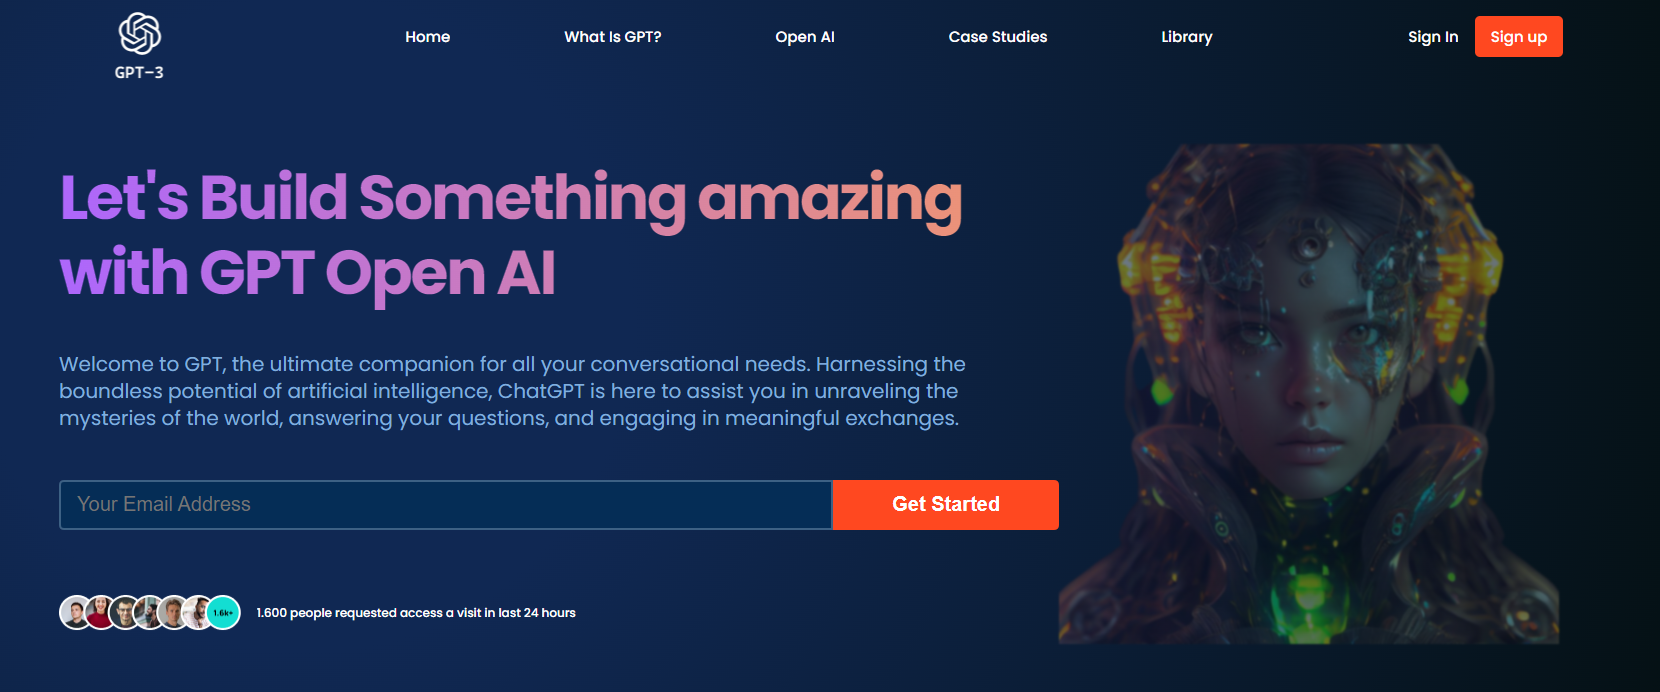 GPT-3
Home
What Is GPT?
Open AI
Case Studies
Library
Sign In
Sign up
Let's Build Something amazing
with GPT Open AI
Welcome to GPT, the ultimate companion for all your conversational needs. Harnessing the
boundless potential of artificial intelligence, ChatGPT is here to assist you in unraveling the
mysteries of the world, answering your questions, and engaging in meaningful exchanges.
Your Email Address
Get Started
1.6k+
1.600 people requested access a visit in last 24 hours